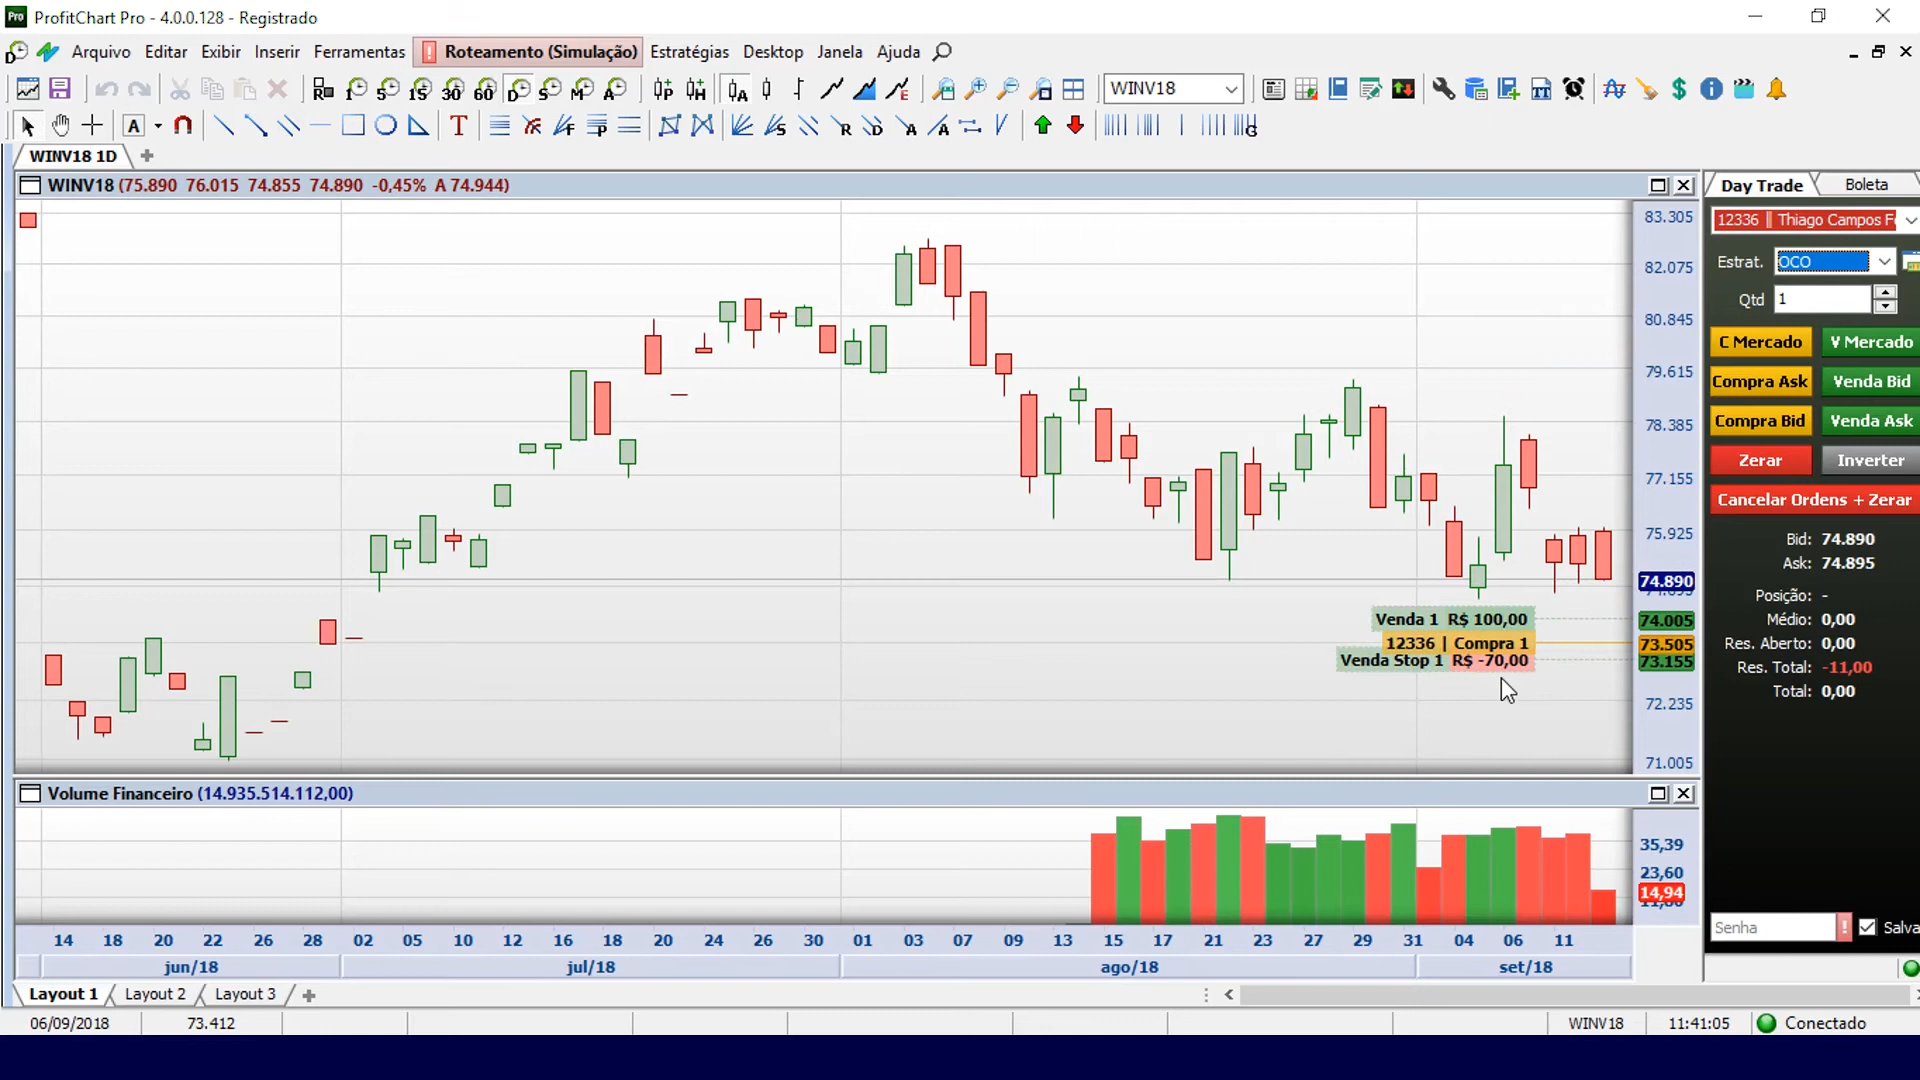 Pro ProfitChart Pro - 4.0.0.128 - Registrado
Arquivo Editar Exibir Inserir Ferramentas Roteamento (Simulação) Estratégias Desktop Janela Ajuda
WINV18
WINV18 1D
WINV18 (75.890 76.015 74.855 74.890 -0,45% A 74.944)
Day Trade Boleta
12336 || Thiago Campos F
Estrat. OCO
Qtd 1
C Mercado V Mercado
Compra Ask Venda Bid
Compra Bid Venda Ask
Zerar Inverter
Cancelar Ordens + Zerar
Bid: 74.890
Ask: 74.895
Posição: -
Médio: 0,00
Res. Aberto: 0,00
Res. Total: -11,00
Total: 0,00
83.305
82.075
80.845
79.615
78.385
77.155
75.925
74.890
74.005
73.505
73.155
72.235
71.005
Venda 1 R$ 100,00
12336 | Compra 1
Venda Stop 1 R$ -70,00
Volume Financeiro (14.935.514.112,00)
35,39
23,60
14,94
Senha Salva
14 18 20 22 26 28 02 05 10 12 16 18 20 24 26 30 01 03 07 09 13 15 17 21 23 27 29 31 04 06 11
jun/18 jul/18 ago/18 set/18
Layout 1 Layout 2 Layout 3
06/09/2018 73.412 WINV18 11:41:05 Conectado